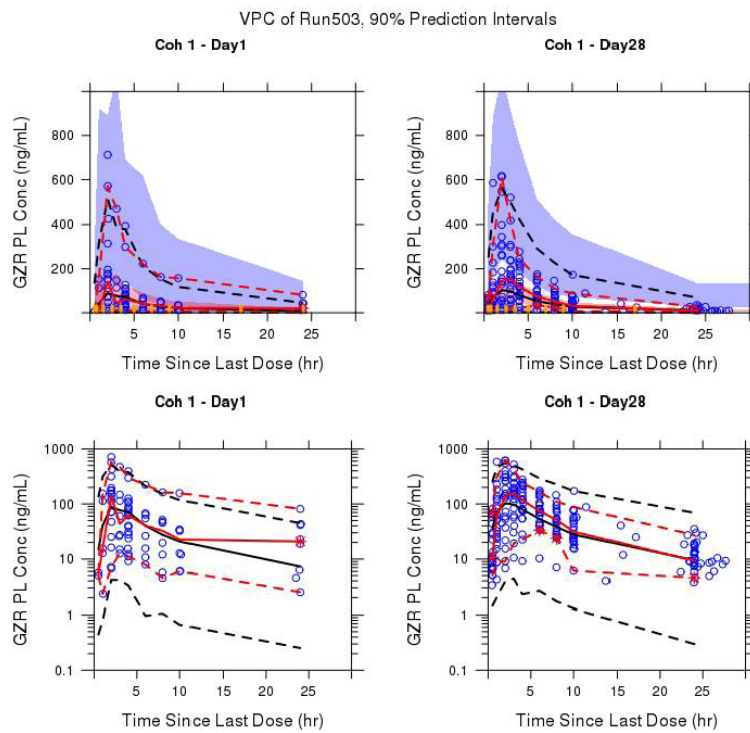 VPC of Run503, 90% Prediction Intervals
Coh 1 - Day1
Coh 1 - Day28
GZR PL Conc (ng/mL)
800
600
400
200
5
10
15
20
25
Time Since Last Dose (hr)
GZR PL Conc (ng/mL)
800
600
400
200
5
10
15
20
25
Time Since Last Dose (hr)
Coh 1 - Day1
Coh 1 - Day28
GZR PL Conc (ng/mL)
1000
100
10
1
0.1
5
10
15
20
25
Time Since Last Dose (hr)
GZR PL Conc (ng/mL)
1000
100
10
1
0.1
5
10
15
20
25
Time Since Last Dose (hr)